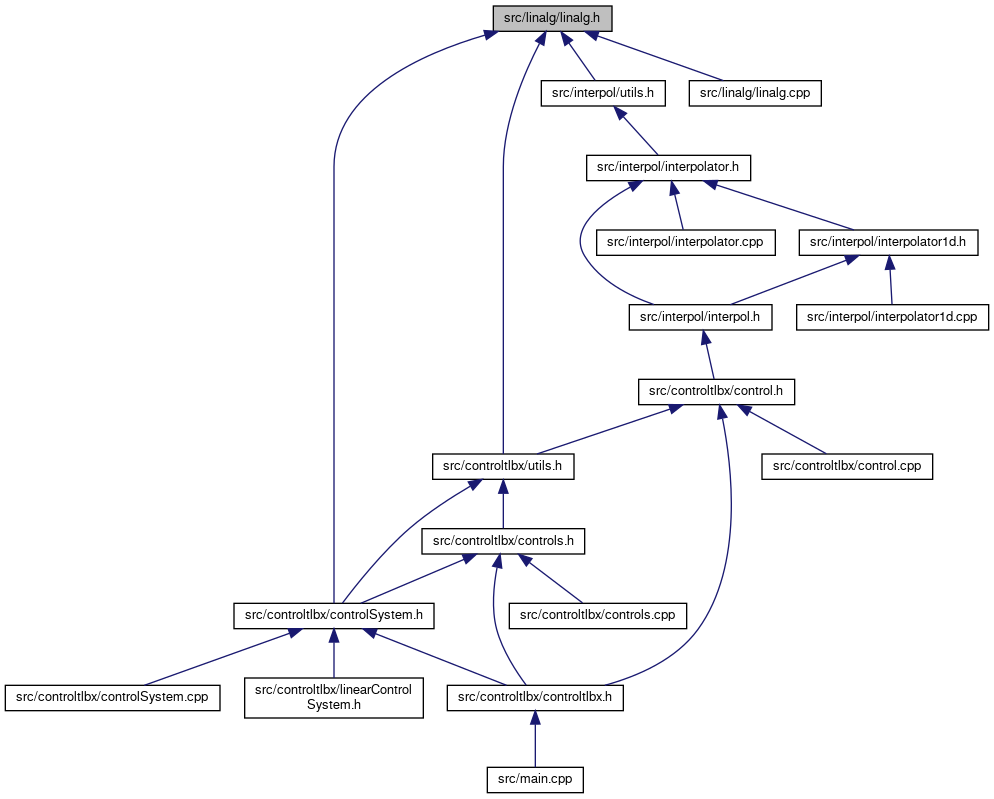 src/linalg/linalg.h
src/interpol/utils.h
src/linalg/linalg.cpp
src/interpol/interpolator.h
src/interpol/interpolator.cpp
src/interpol/interpolator1d.h
src/interpol/interpol.h
src/interpol/interpolator1d.cpp
src/controltlbx/control.h
src/controltlbx/utils.h
src/controltlbx/control.cpp
src/controltlbx/controls.h
src/controltlbx/controlSystem.h
src/controltlbx/controls.cpp
src/controltlbx/controlSystem.cpp
src/controltlbx/linearControl
System.h
src/controltlbx/controltlbx.h
src/main.cpp